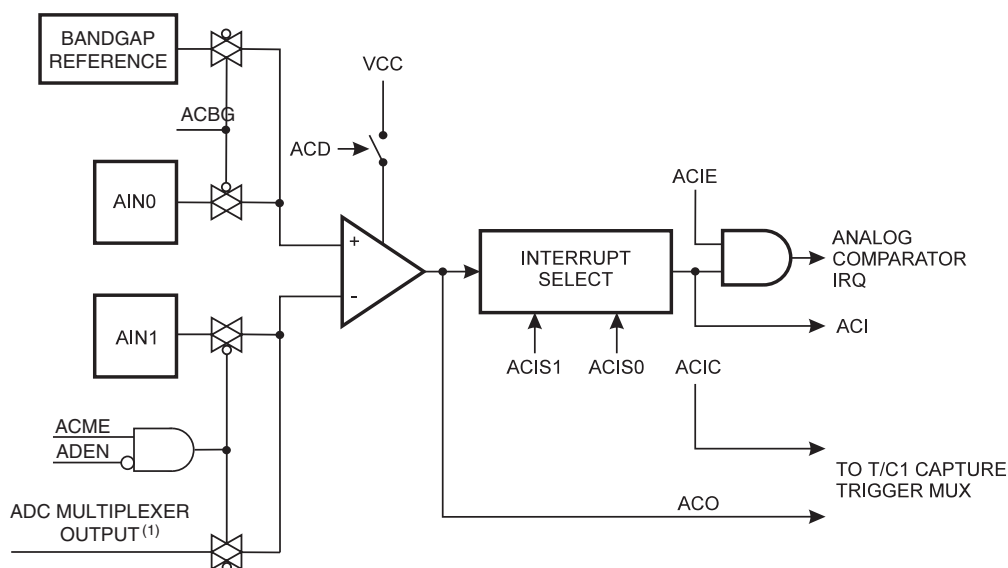 BANDGAP
REFERENCE
ACBG
VCC
ACD
AIN0
+
-
ACIE
INTERRUPT
SELECT
ANALOG
COMPARATOR
IRQ
ACI
AIN1
ACIS1
ACIS0
ACIC
ACME
ADEN
TO T/C1 CAPTURE
TRIGGER MUX
ADC MULTIPLEXER
OUTPUT(1)
ACO